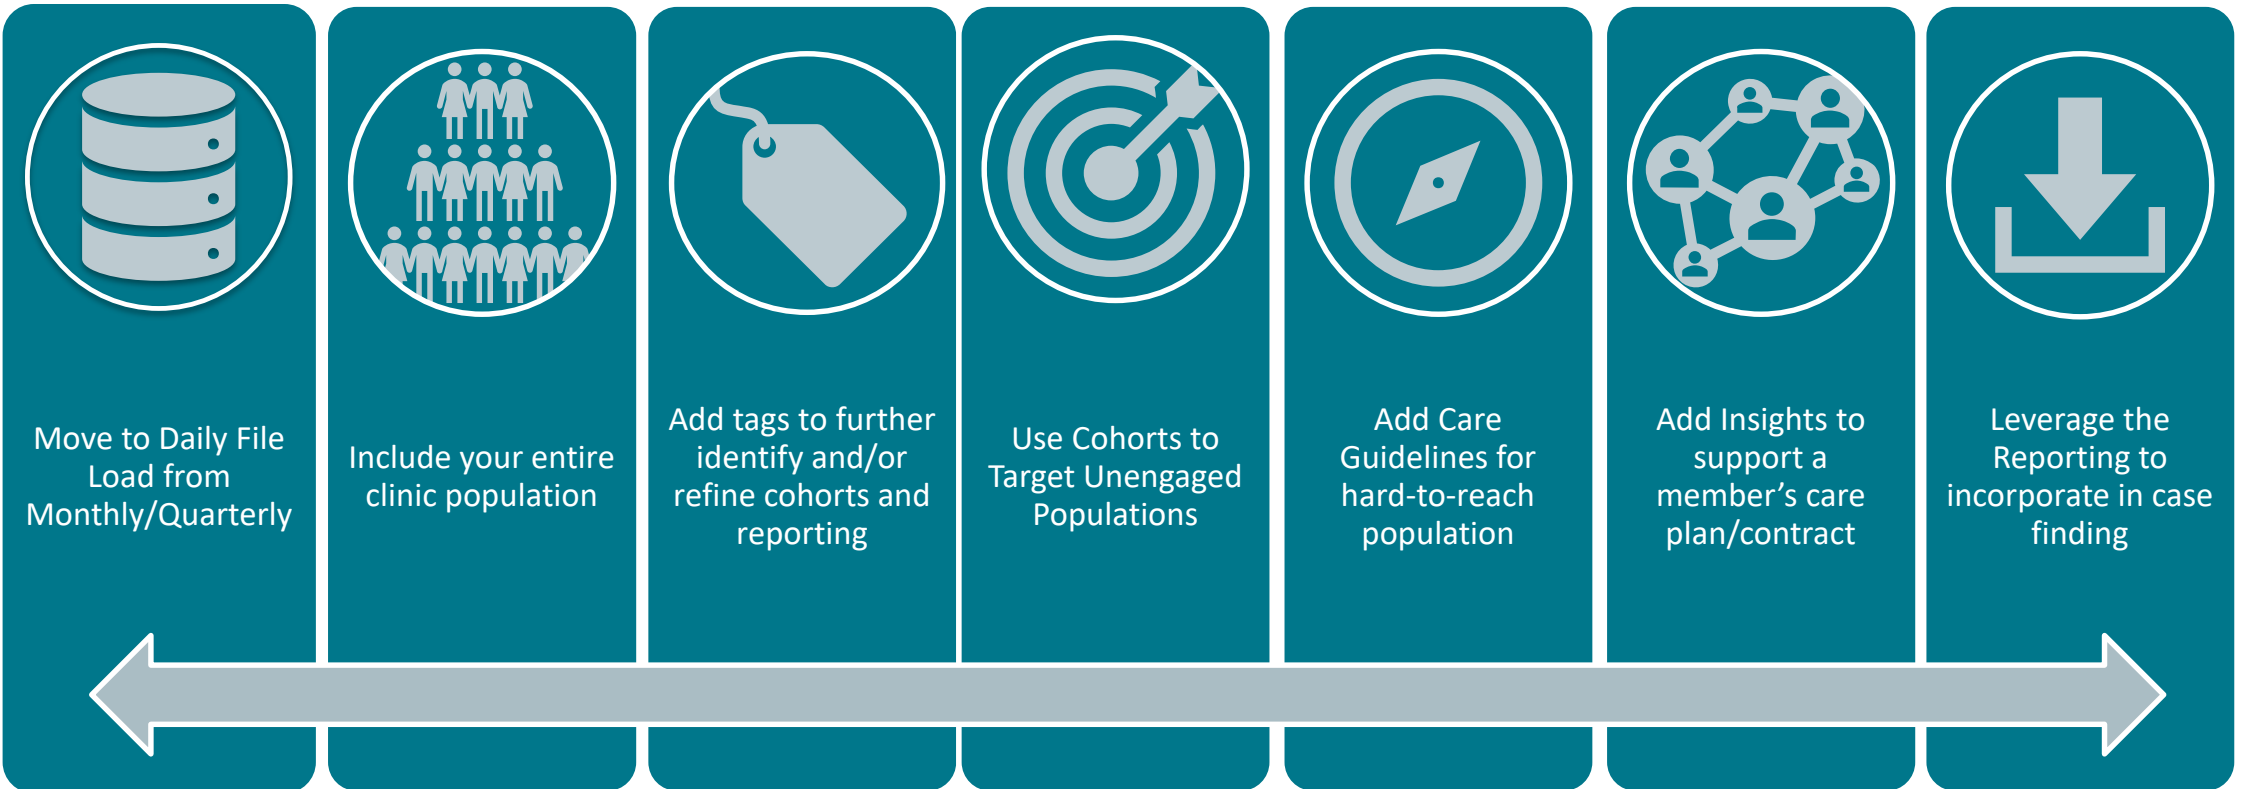 Move to Daily File
Load from
Monthly/Quarterly
Include your entire
clinic population
Add tags to further
identify and/or
refine cohorts and
reporting
Use Cohorts to
Target Unengaged
Populations
Add Care
Guidelines for
hard-to-reach
population
Add Insights to
support a
member’s care
plan/contract
Leverage the
Reporting to
incorporate in case
finding